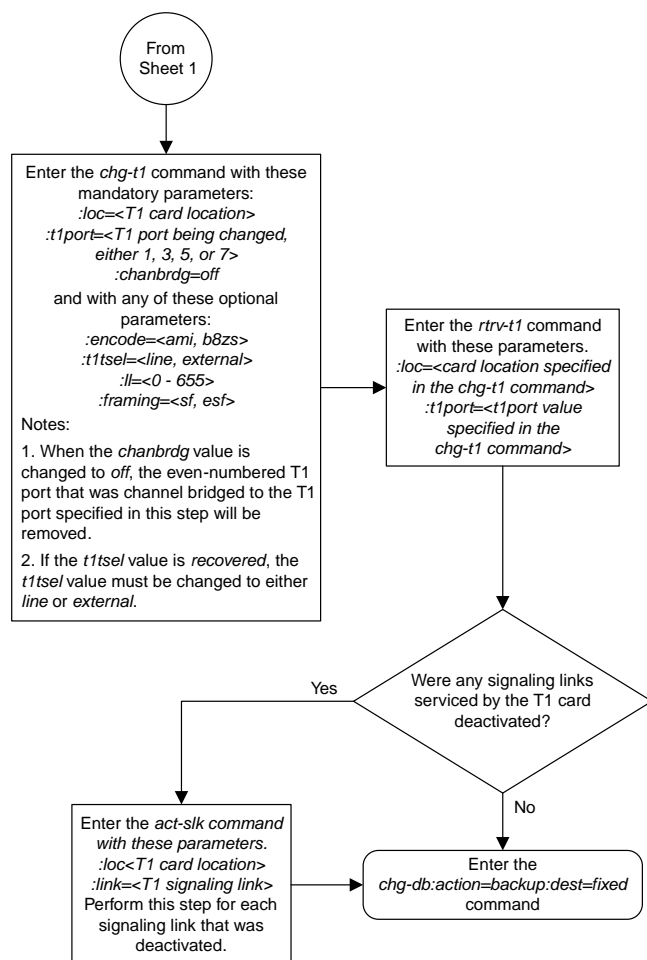 From
Sheet 1
Enter the chg-t1 command with these
mandatory parameters:
:loc=<T1 card location>
:t1port=<T1 port being changed,
either 1, 3, 5, or 7>
:chanbrdg=off
and with any of these optional
parameters:
:encode=<ami, b8zs>
:t1tsel=<line, external>
:ll=<0 - 655>
:framing=<sf, esf>
Notes:
1. When the chanbrdg value is
changed to off, the even-numbered T1
port that was channel bridged to the T1
port specified in this step will be
removed.
2. If the t1tsel value is recovered, the
t1tsel value must be changed to either
line or external.
Enter the rtrv-t1 command
with these parameters.
:loc=<card location specified
in the chg-t1 command>
:t1port=<t1port value
specified in the
chg-t1 command>
Were any signaling links
serviced by the T1 card
deactivated?
Yes
No
Enter the act-slk command
with these parameters.
:loc<T1 card location>
:link=<T1 signaling link>
Perform this step for each
signaling link that was
deactivated.
Enter the
chg-db:action=backup:dest=fixed
command